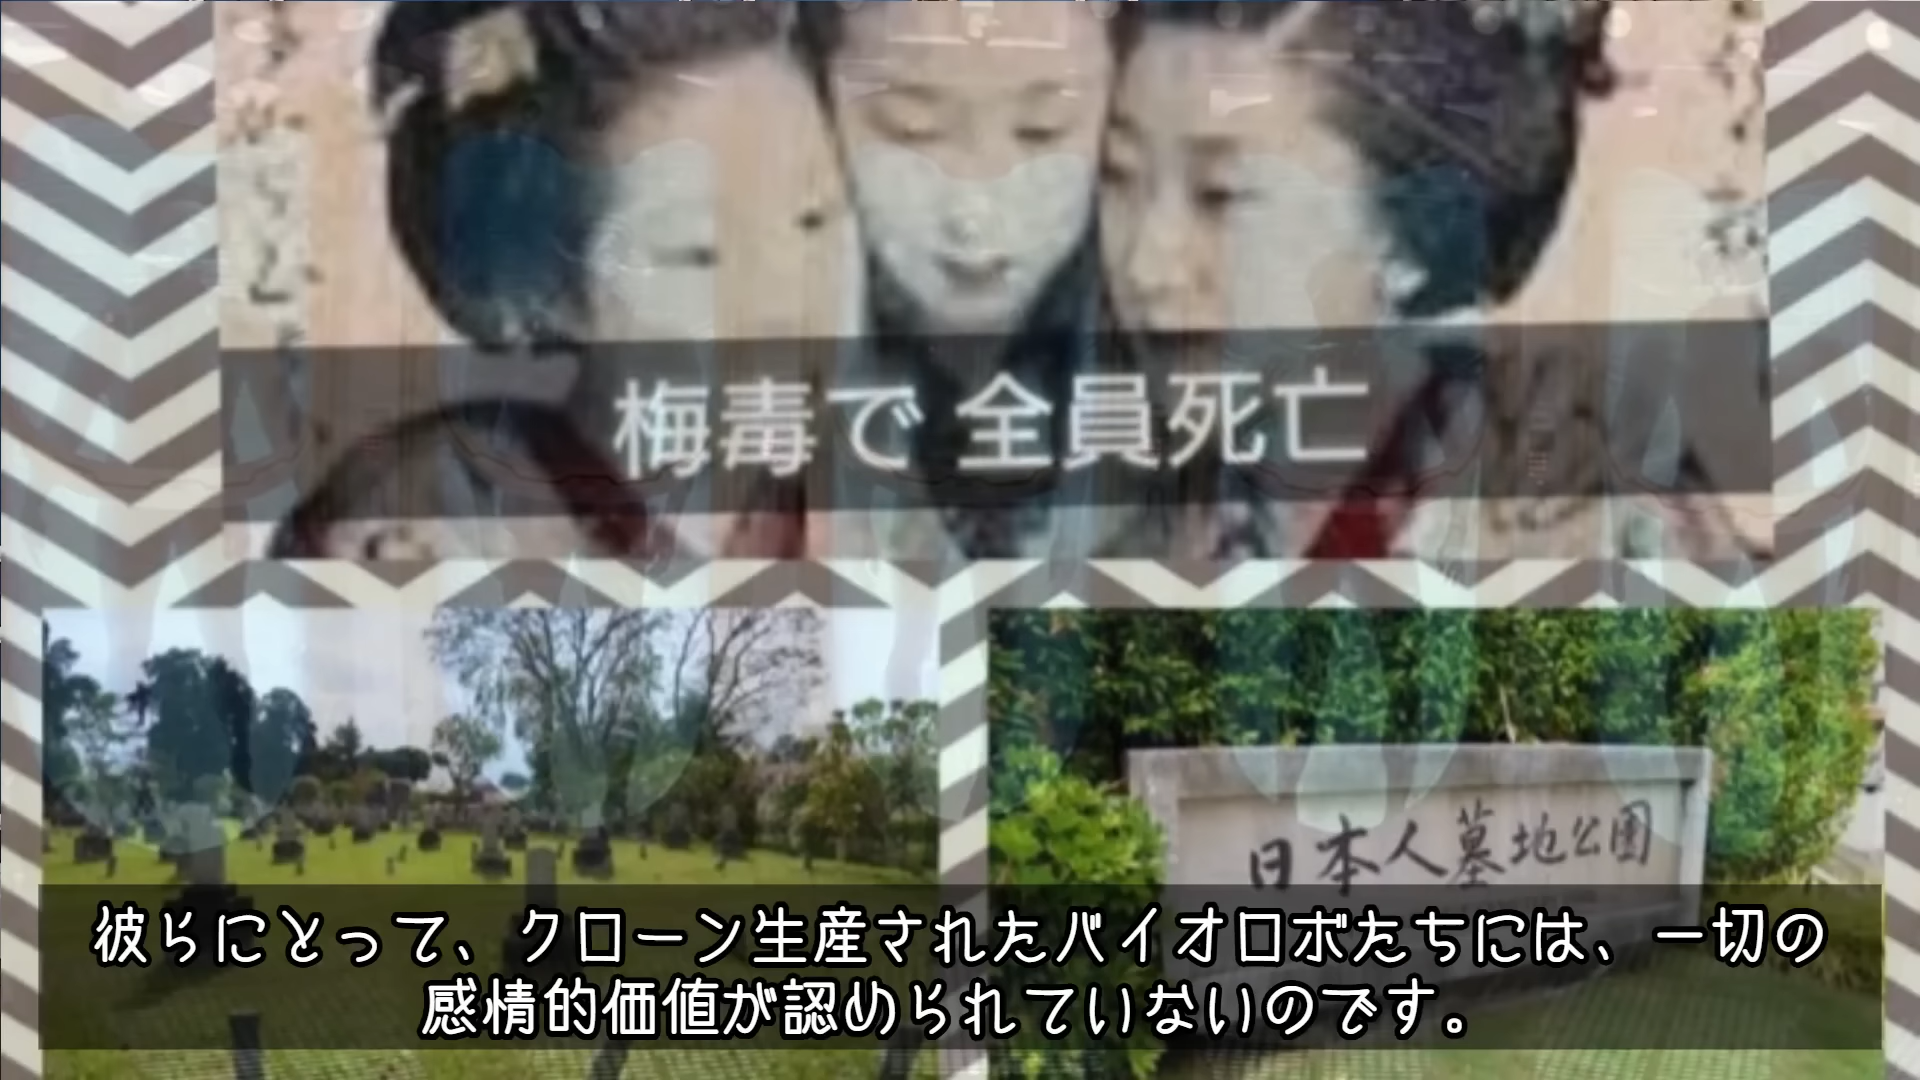 梅毒で 全員死亡
日本人墓地公園
彼らにとって、クローン生産されたバイオロボたちには、一切の
感情的価値が認められていないのです。